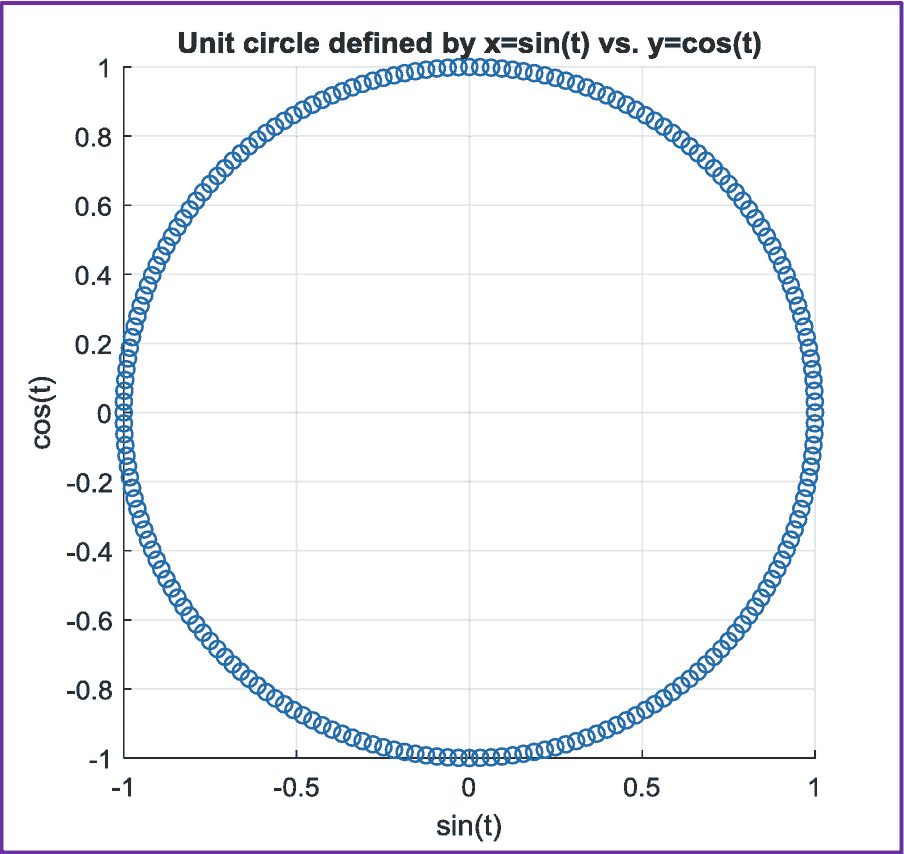 Unit circle defined by x=sin(t) vs. y=cos(t)
1
0.8
0.6
0.4
0.2
0
-0.2
-0.4
-0.6
-0.8
-1
cos(t)
-1 -0.5 0 0.5 1
sin(t)